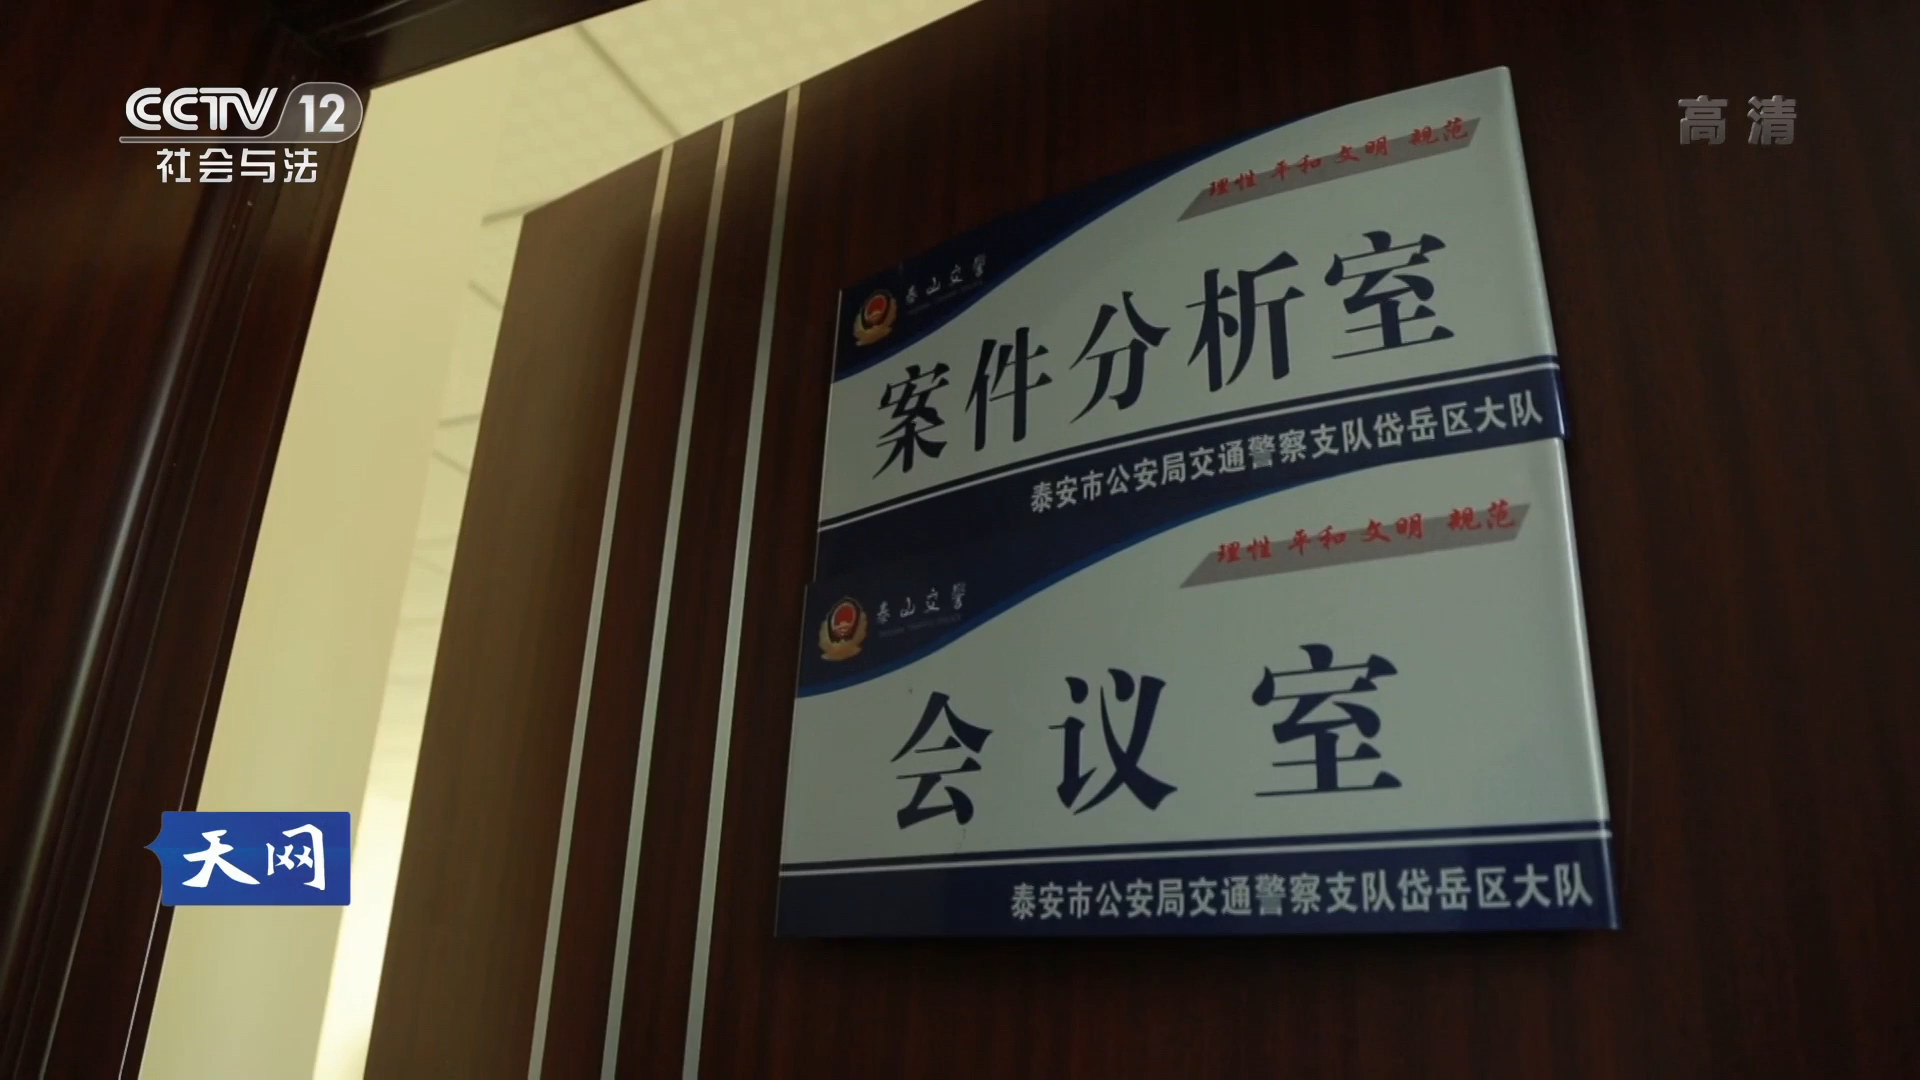 CCTV 12
社会与法
高清
理性 平和 文明 规范
泰山交警
案件分析室
泰安市公安局交通警察支队岱岳区大队
理性 平和 文明 规范
泰山交警
会议室
泰安市公安局交通警察支队岱岳区大队
天网